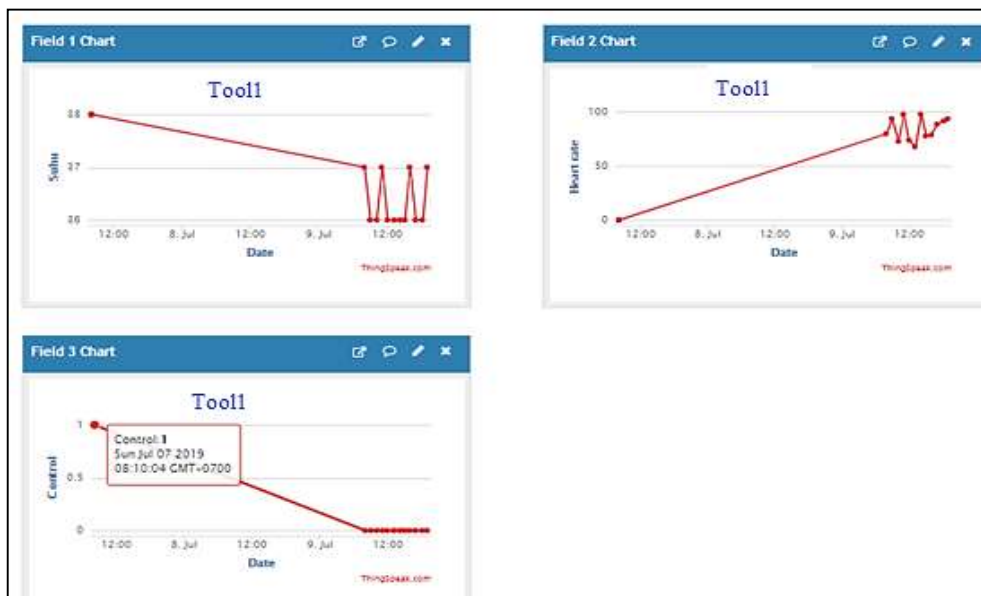 Field 1 Chart
Tool1
Suhu
38
37
36
12:00 8. Jul 12:00 9. Jul 12:00
Date
ThingSpeak.com
Field 2 Chart
Tool1
Heart rate
100
50
0
12:00 8. Jul 12:00 9. Jul 12:00
Date
ThingSpeak.com
Field 3 Chart
Tool1
Control
1
0.5
0
Control: 1
Sun Jul 07 2019
08:10:04 GMT+0700
12:00 8. Jul 12:00 9. Jul 12:00
Date
ThingSpeak.com